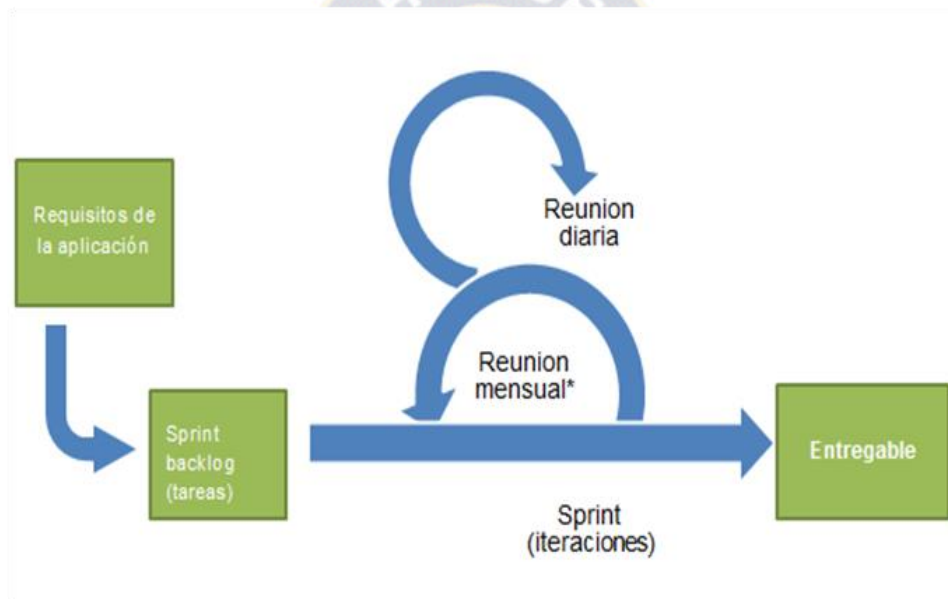 Requisitos de
la aplicación
Reunion
diaria
Reunion
mensual*
Sprint
backlog
(tareas)
Entregable
Sprint
(iteraciones)